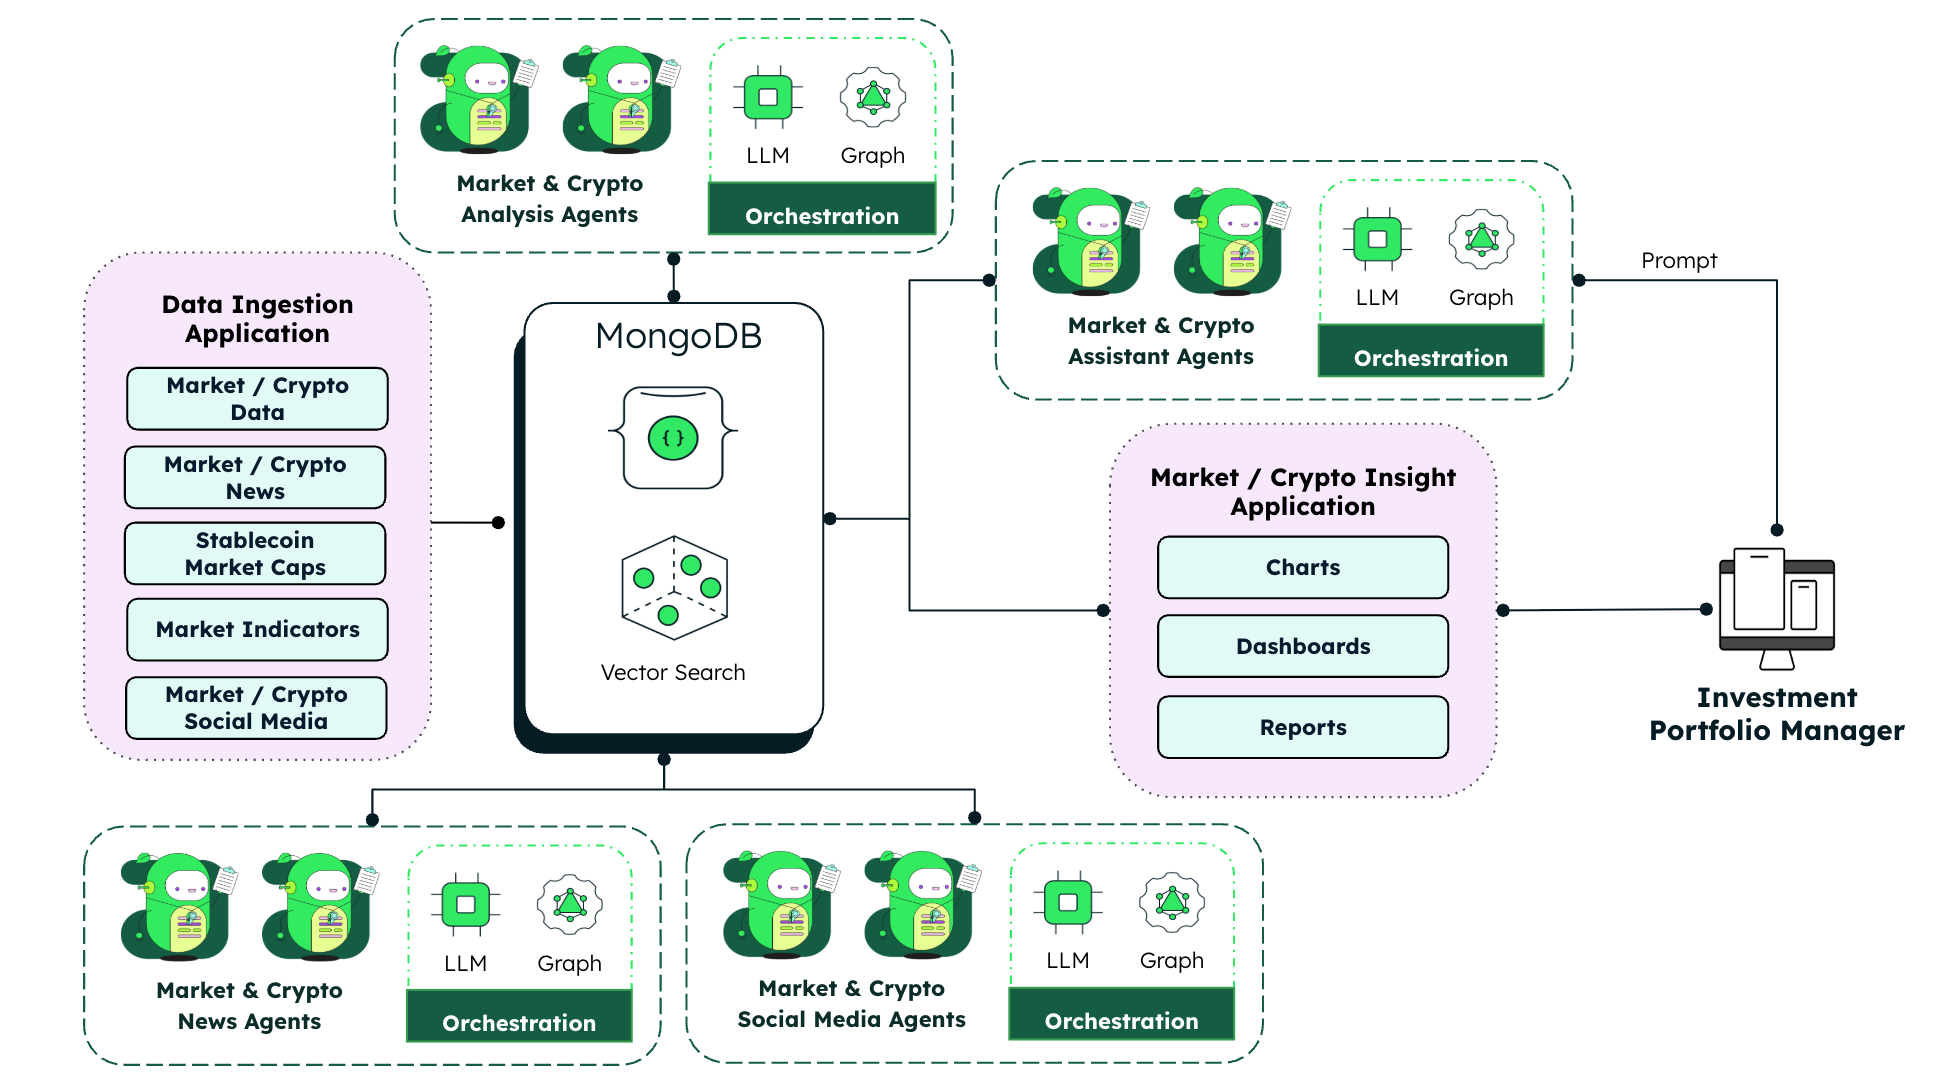 Market & Crypto
Analysis Agents
LLM
Graph
Orchestration
Data Ingestion
Application
Market / Crypto
Data
Market / Crypto
News
Stablecoin
Market Caps
Market Indicators
Market / Crypto
Social Media
MongoDB
{ }
Vector Search
Market & Crypto
Assistant Agents
LLM
Graph
Orchestration
Prompt
Market / Crypto Insight
Application
Charts
Dashboards
Reports
Investment
Portfolio Manager
Market & Crypto
News Agents
LLM
Graph
Orchestration
Market & Crypto
Social Media Agents
LLM
Graph
Orchestration